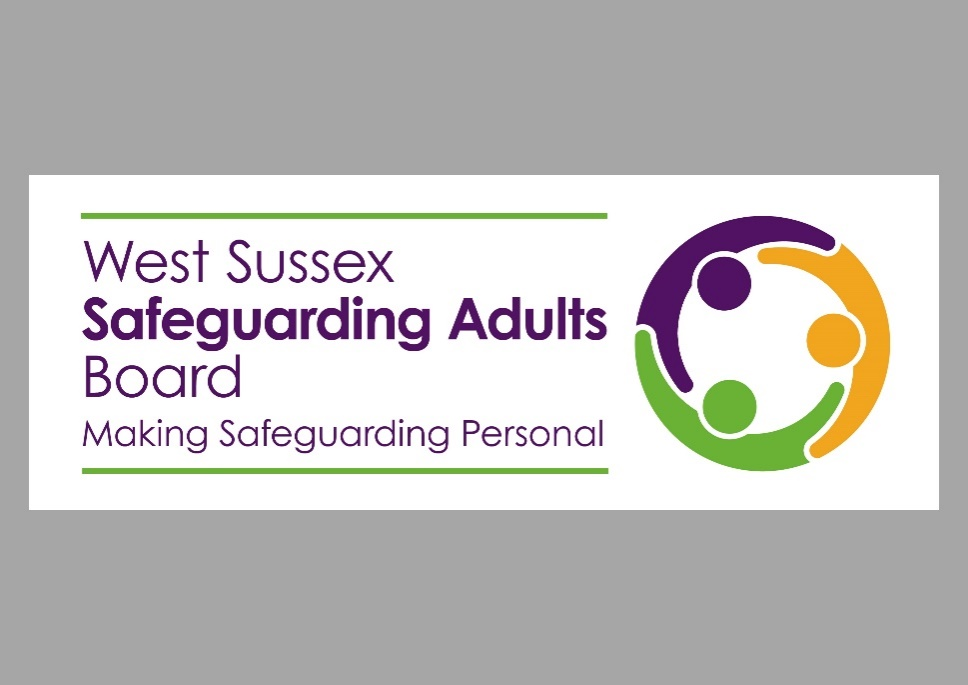 West Sussex
Safeguarding Adults
Board
Making Safeguarding Personal